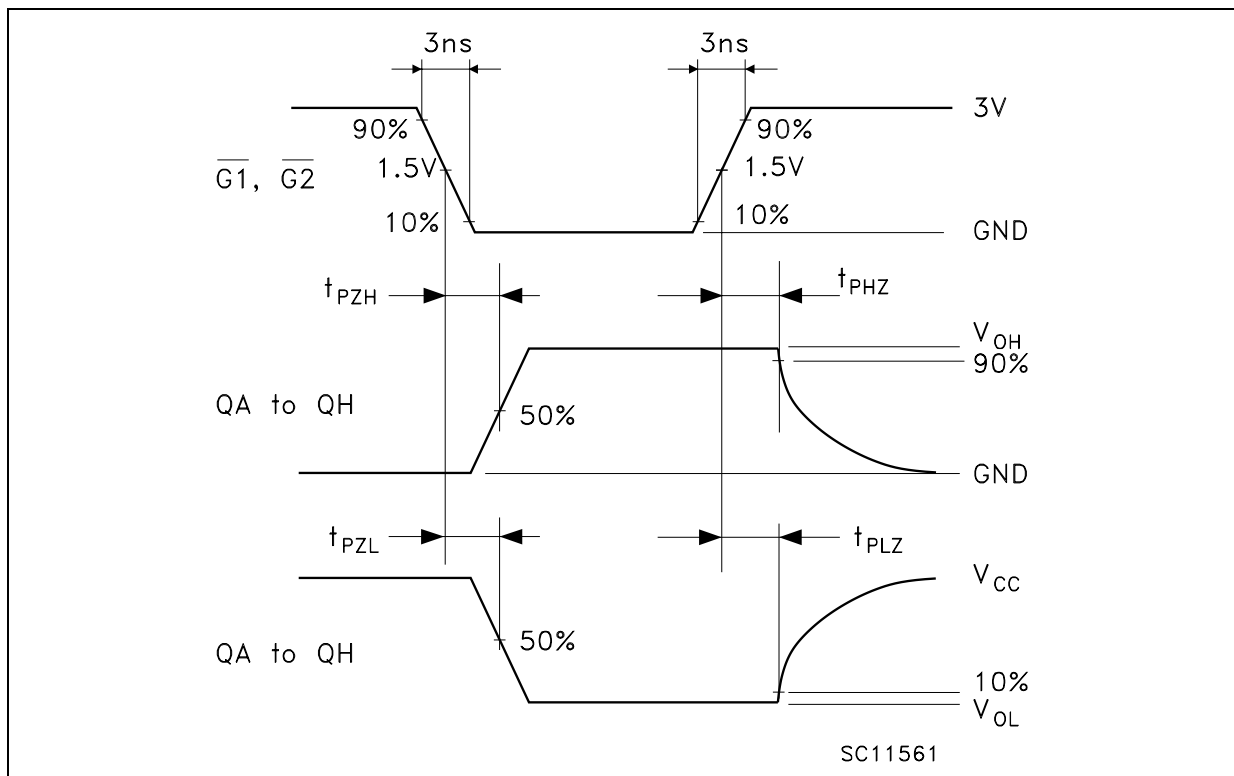 3ns 3ns
3V
90% 90%
G1, G2 1.5V 1.5V
10% 10%
GND
tPZH tPHZ
VOH
90%
QA to QH 50%
GND
tPZL tPLZ
VCC
QA to QH 50%
10%
VOL
SC11561